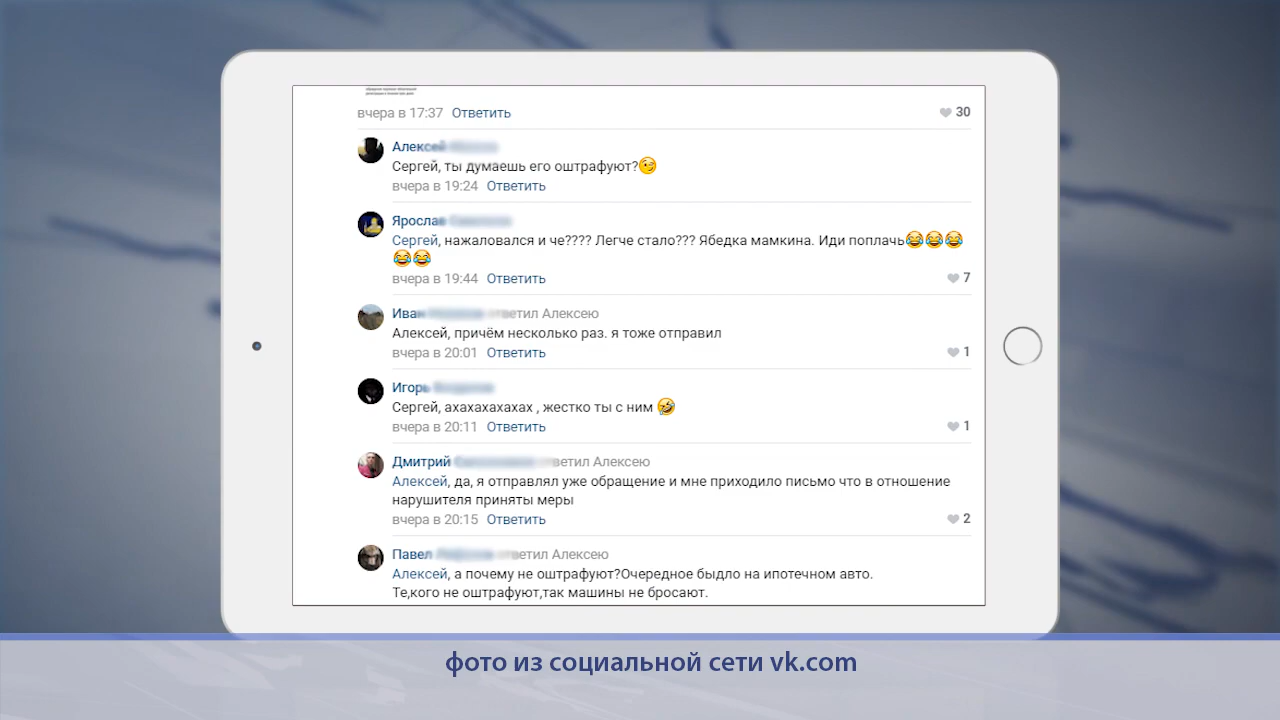 вчера в 17:37 Ответить 30
Алексей
Сергей, ты думаешь его оштрафуют?😉
вчера в 19:24 Ответить
Ярослав
Сергей, нажаловался и че???? Легче стало??? Ябедка мамкина. Иди поплачь😂😂😂
😂😂
вчера в 19:44 Ответить 7
Иван ответил Алексею
Алексей, причём несколько раз. я тоже отправил
вчера в 20:01 Ответить 1
Игорь
Сергей, ахахахахахах , жестко ты с ним 🤣
вчера в 20:11 Ответить 1
Дмитрий ответил Алексею
Алексей, да, я отправлял уже обращение и мне приходило письмо что в отношение
нарушителя приняты меры
вчера в 20:15 Ответить 2
Павел ответил Алексею
Алексей, а почему не оштрафуют?Очередное быдло на ипотечном авто.
Те,кого не оштрафуют,так машины не бросают.
фото из социальной сети vk.com